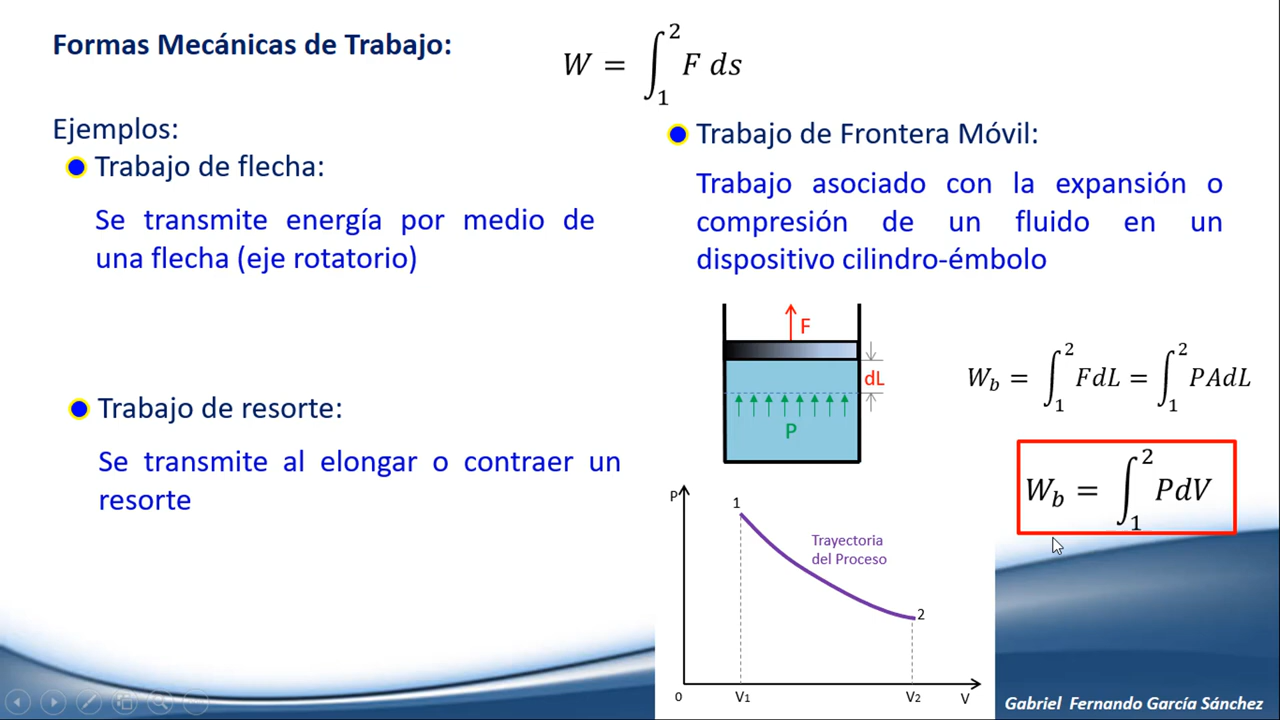 Formas Mecánicas de Trabajo:
W = ∫₁² F ds
Ejemplos:
Trabajo de flecha:
Se transmite energía por medio de
una flecha (eje rotatorio)
Trabajo de resorte:
Se transmite al elongar o contraer un
resorte
Trabajo de Frontera Móvil:
Trabajo asociado con la expansión o
compresión de un fluido en un
dispositivo cilindro-émbolo
F
dL
P
W_b = ∫₁² FdL = ∫₁² PAdL
W_b = ∫₁² PdV
P
1
Trayectoria
del Proceso
2
0
V1
V2
V
Gabriel Fernando García Sánchez